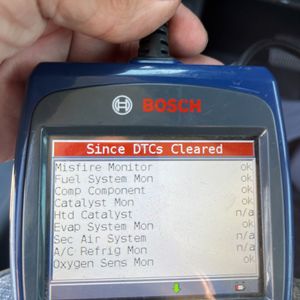 BOSCH
Since DTCs Cleared
Misfire Monitor ok
Fuel System Mon ok
Comp Component ok
Catalyst Mon ok
Htd Catalyst n/a
Evap System Mon ok
Sec Air System n/a
A/C Refrig Mon n/a
Oxygen Sens Mon ok